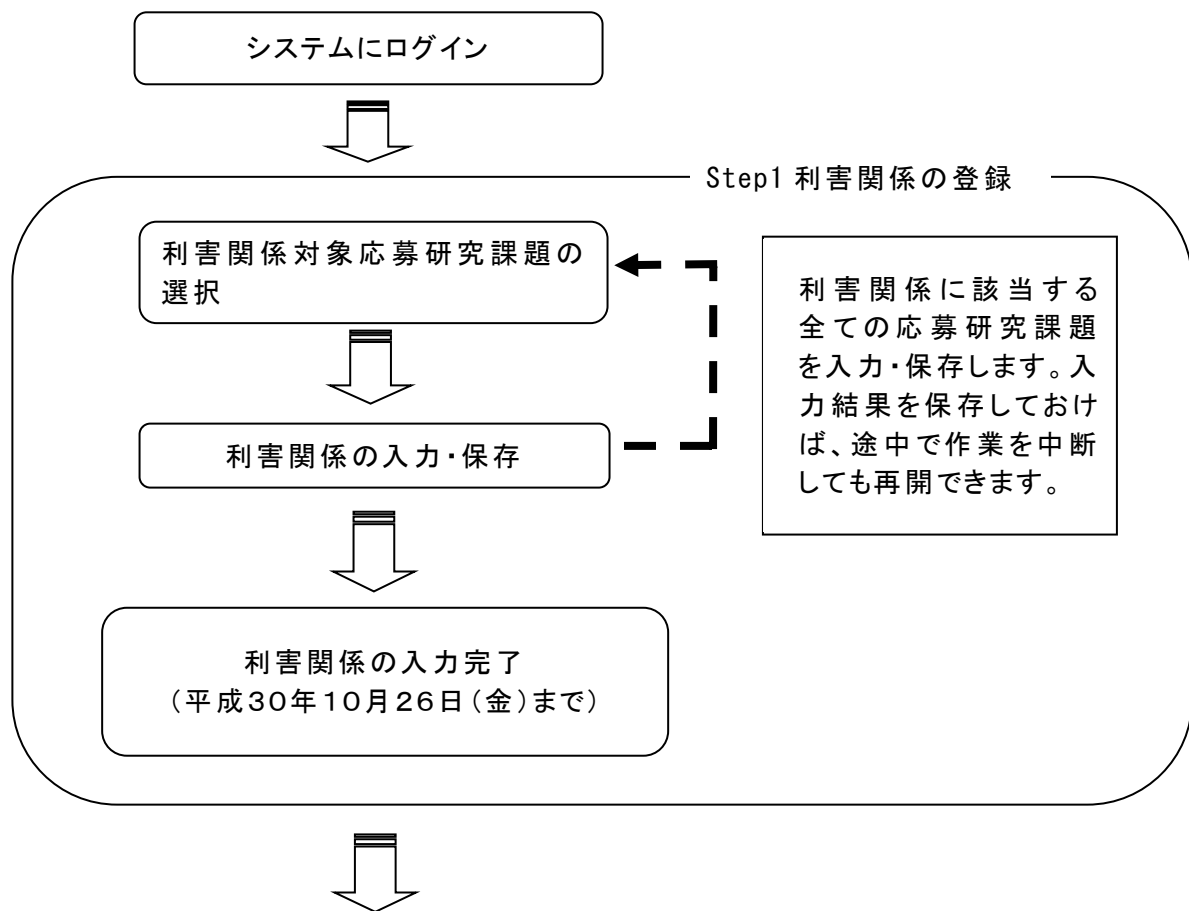 システムにログイン
Step1 利害関係の登録
利害関係対象応募研究課題の
選択
利害関係に該当する
全ての応募研究課題
を入力・保存します。入
力結果を保存しておけ
ば、途中で作業を中断
しても再開できます。
利害関係の入力・保存
利害関係の入力完了
(平成30年10月26日(金)まで)